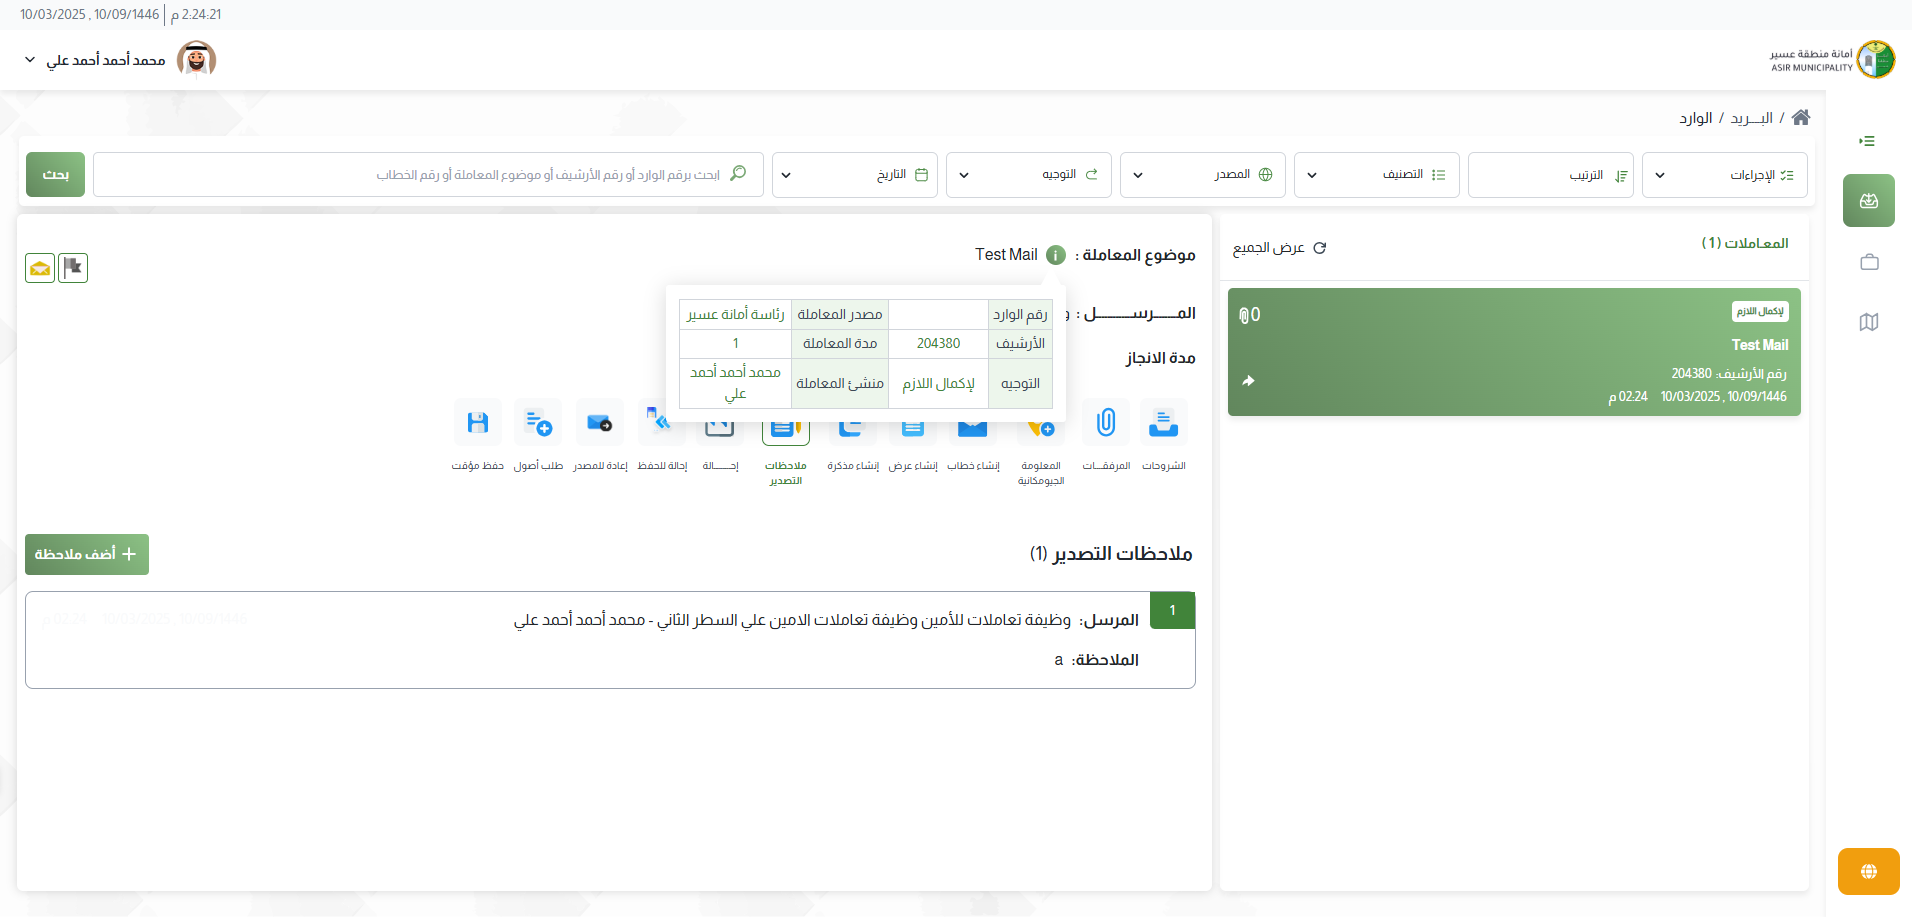 10/03/2025 , 10/09/1446 | 2:24:21 م
أمانة منطقة عسير
ASIR MUNICIPALITY
محمد أحمد أحمد علي
/ البـــريد / الوارد
الإجراءات
الترتيب
التصنيف
المصدر
التوجيه
التاريخ
ابحث برقم الوارد أو رقم الأرشيف أو موضوع المعاملة أو رقم الخطاب
بحث
المعـاملات ( 1 )
عرض الجميع
لإكمال اللازم
0
Test Mail
رقم الأرشيف: 204380
10/03/2025 , 10/09/1446 02:24 م
موضوع المعاملة : Test Mail
المــــرســـــــل : و
رقم الوارد
مصدر المعاملة رئاسة أمانة عسير
الأرشيف 204380 مدة المعاملة 1
التوجيه لإكمال اللازم منشئ المعاملة محمد أحمد أحمد علي
مدة الانجاز
الشروحات
المرفقــات
المعلومة الجيومكانية
إنشاء خطاب
إنشاء عرض
إنشاء مذكرة
ملاحظات التصدير
إحـــــالة
إحالة للحفظ
إعادة للمصدر
طلب أصول
حفظ مؤقت
ملاحظات التصدير (1)
أضف ملاحظة
1
المرسل: وظيفة تعاملات للأمين وظيفة تعاملات الامين علي السطر الثاني - محمد أحمد أحمد علي
10/03/2025 , 10/09/1446 02:24 م
الملاحظة: a